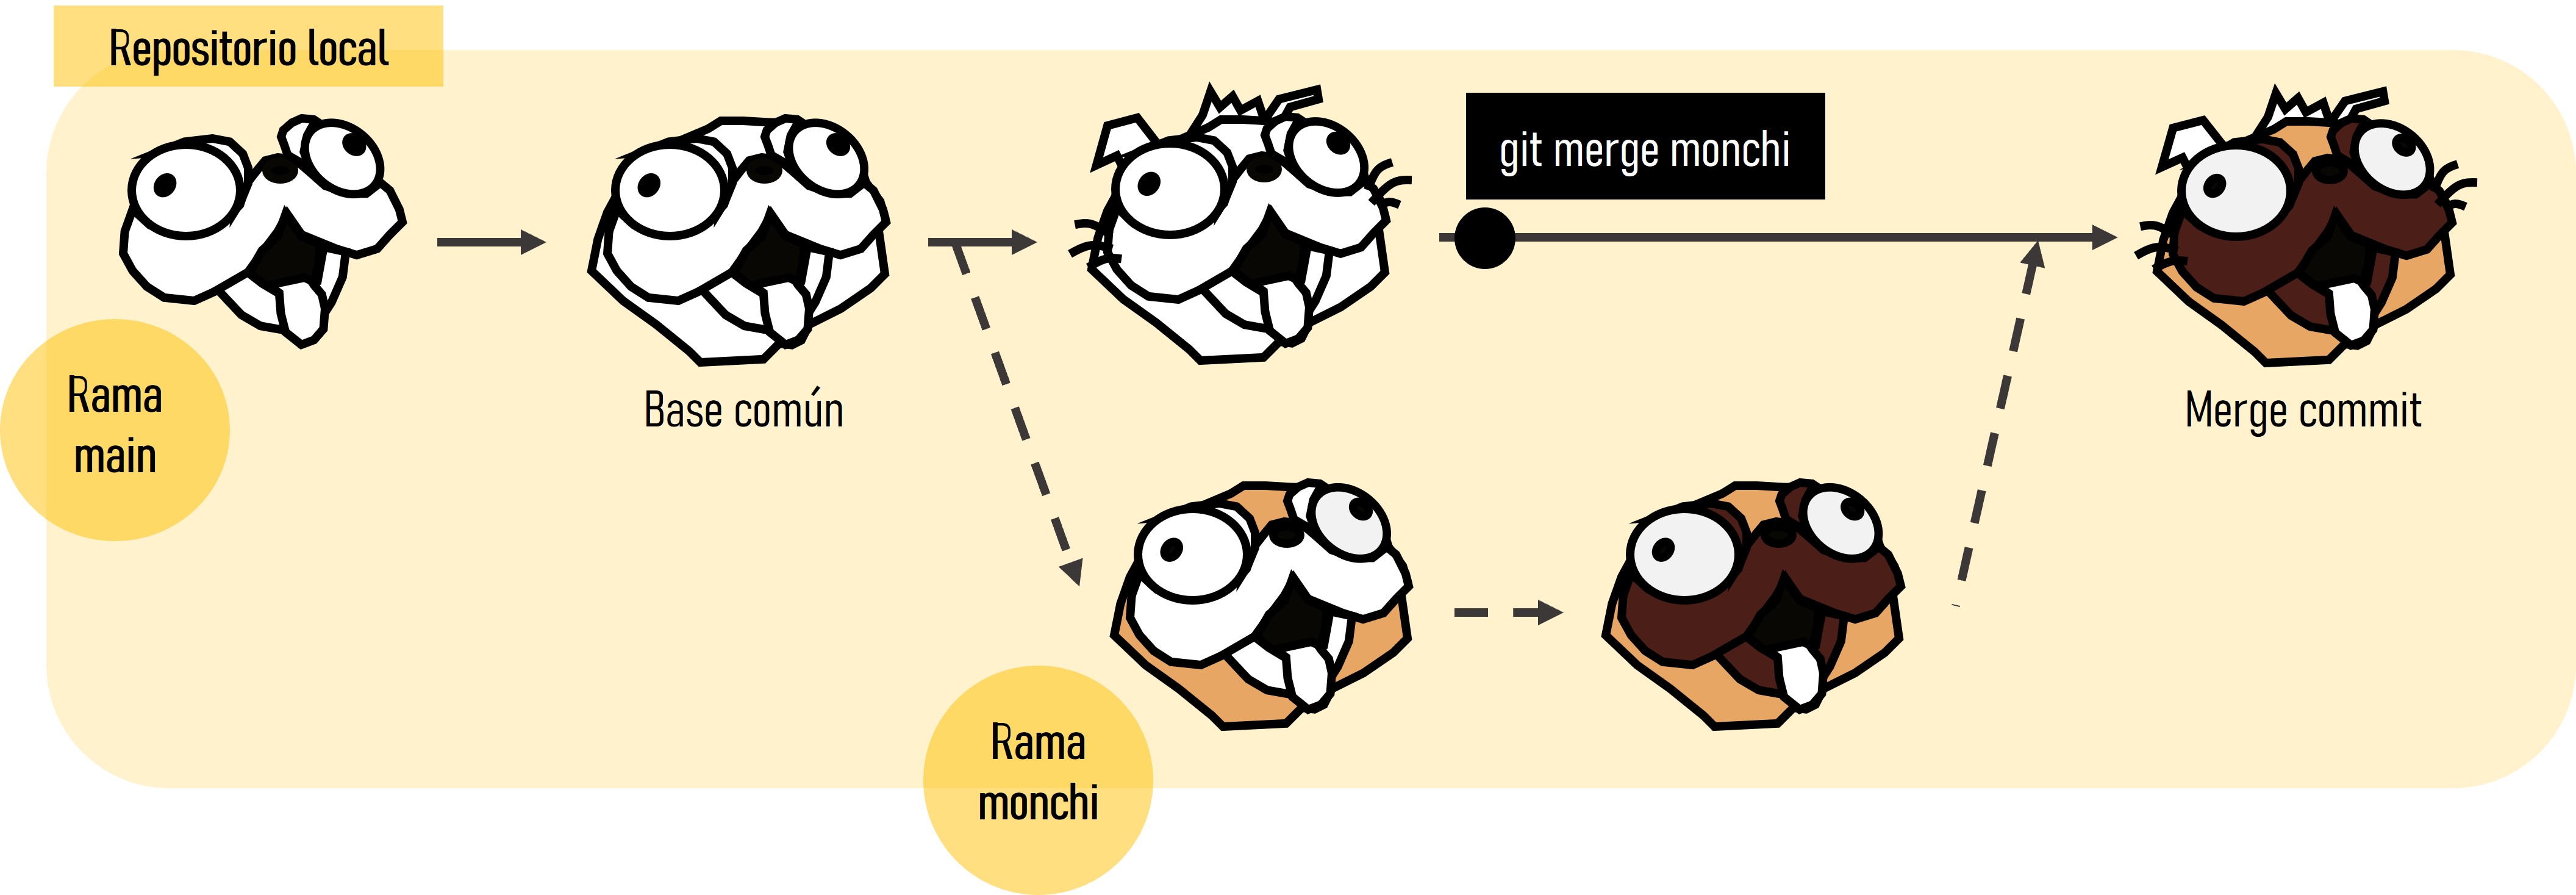 Repositorio local
git merge monchi
Rama
main
Base común
Merge commit
Rama
monchi